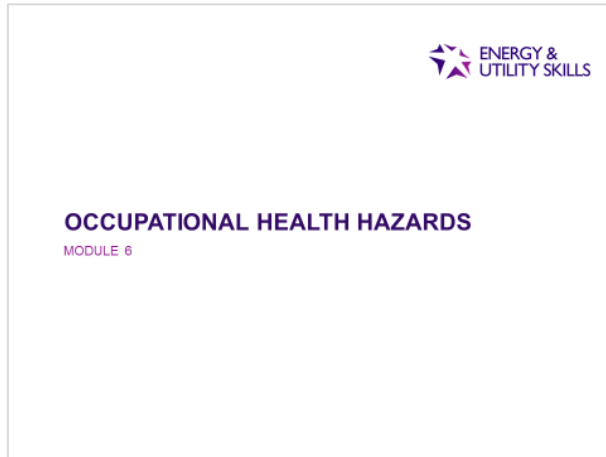 ENERGY &
UTILITY SKILLS
OCCUPATIONAL HEALTH HAZARDS
MODULE 6